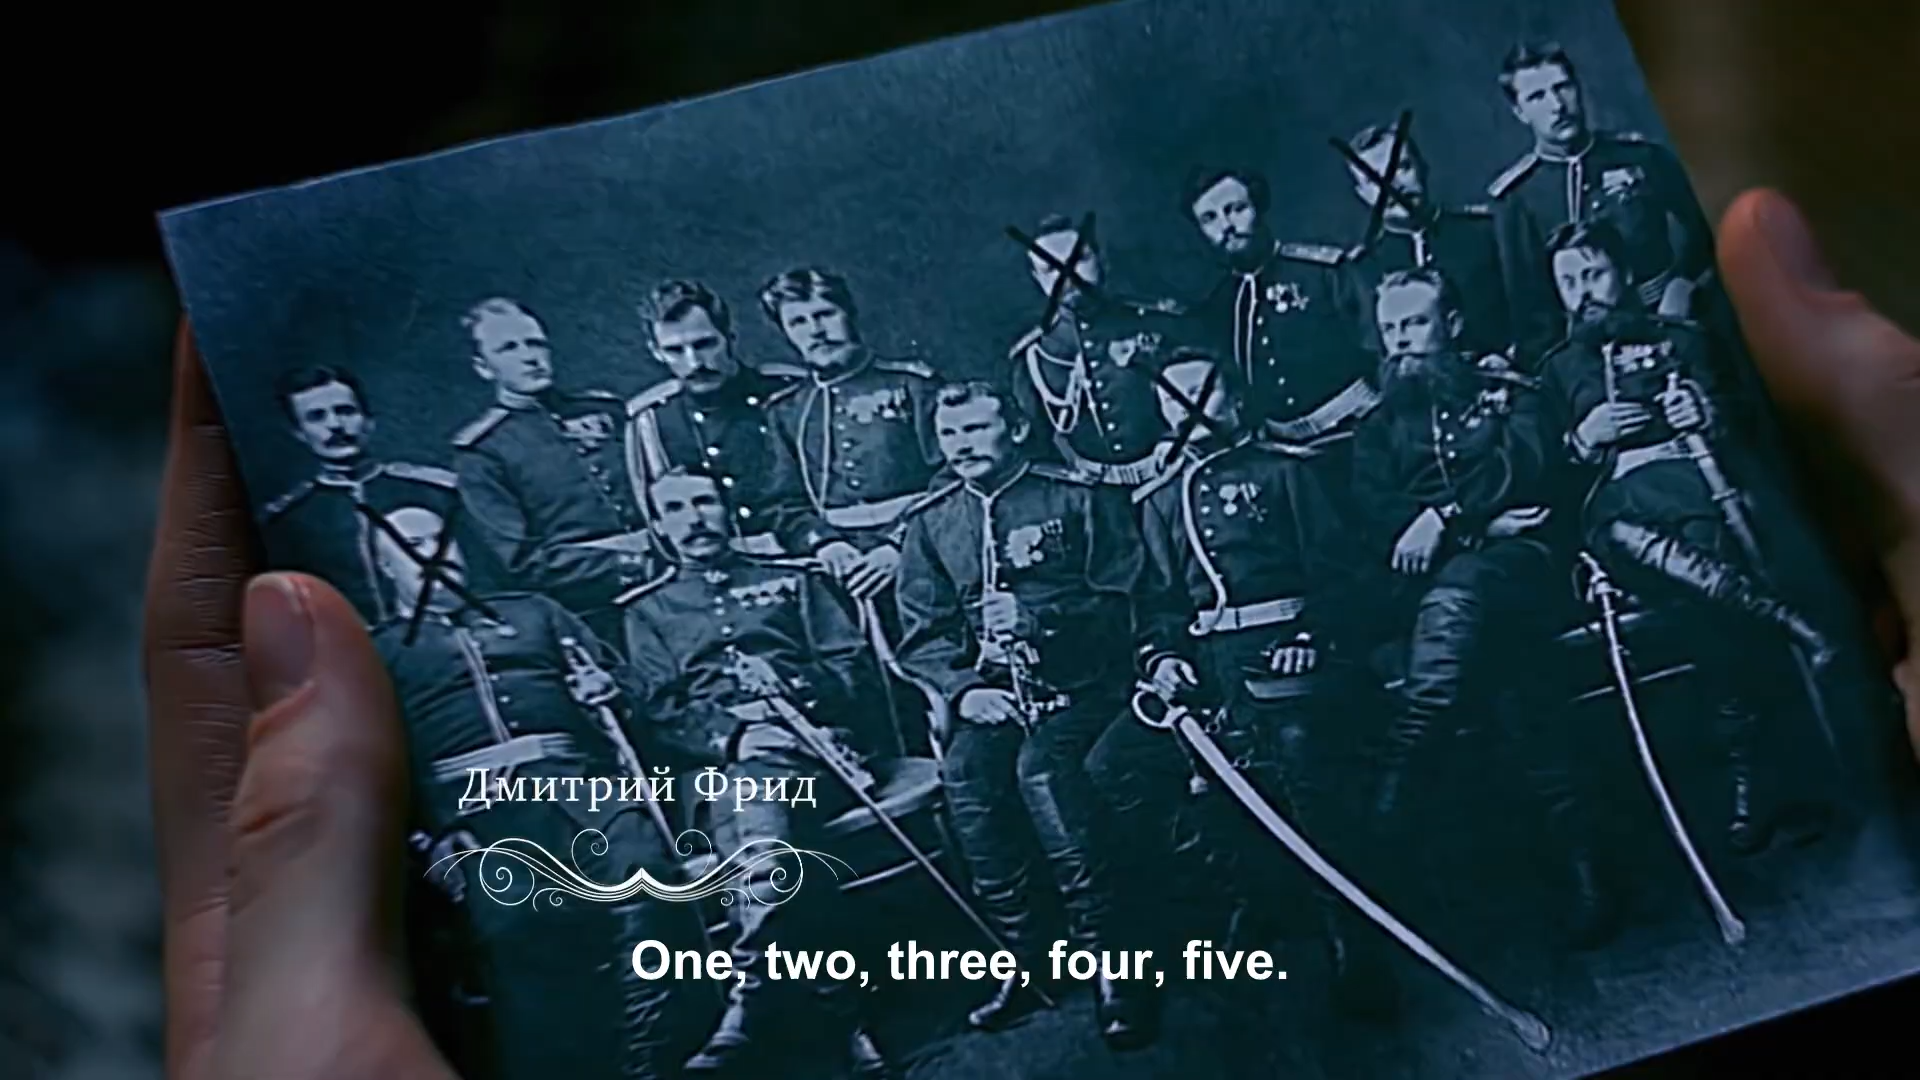 Дмитрий Фрид
One, two, three, four, five.